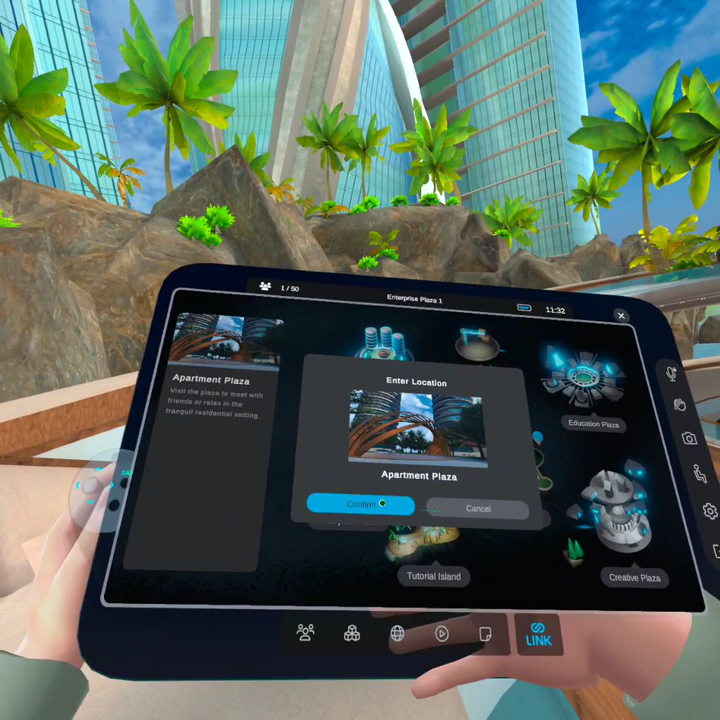 1 / 50
Enterprise Plaza 1
11:32
Apartment Plaza
Visit the plaza to meet with
friends or relax in the
tranquil residential setting.
Enter Location
Apartment Plaza
Confirm
Cancel
Education Plaza
Tutorial Island
Creative Plaza
LINK